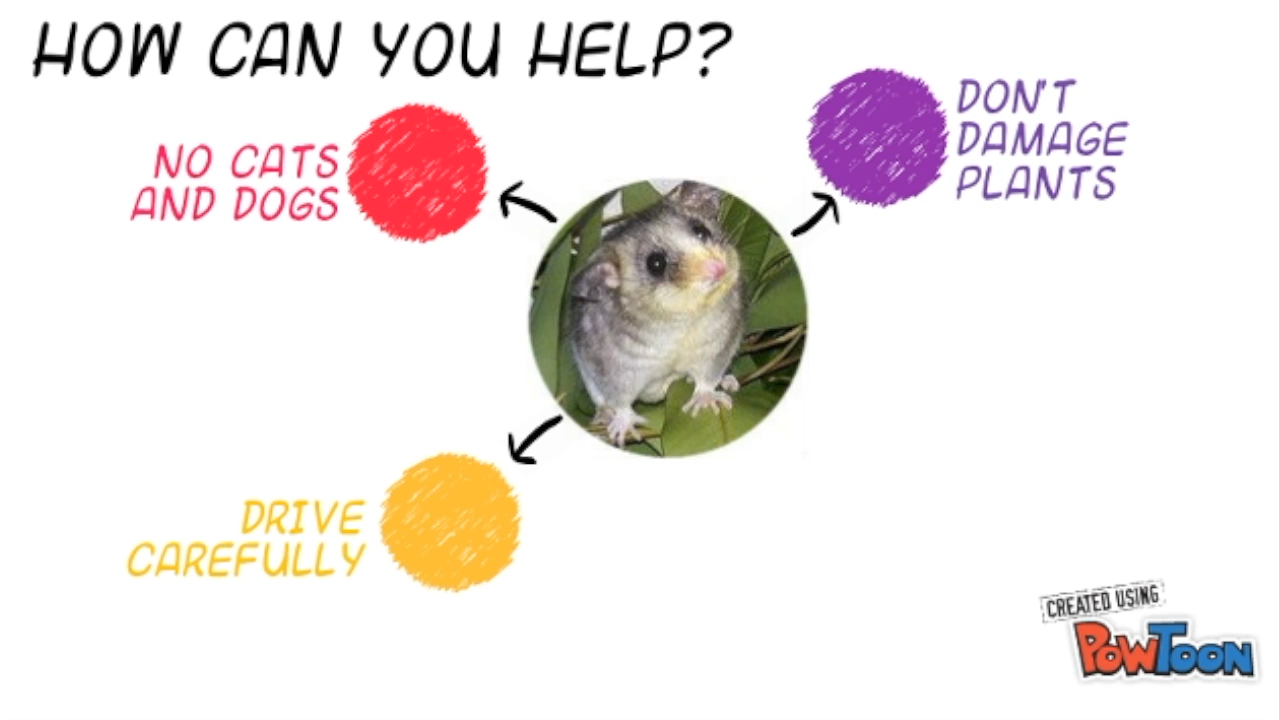 HOW CAN YOU HELP?
NO CATS
AND DOGS
DON'T
DAMAGE
PLANTS
DRIVE
CAREFULLY
CREATED USING
POWTOON